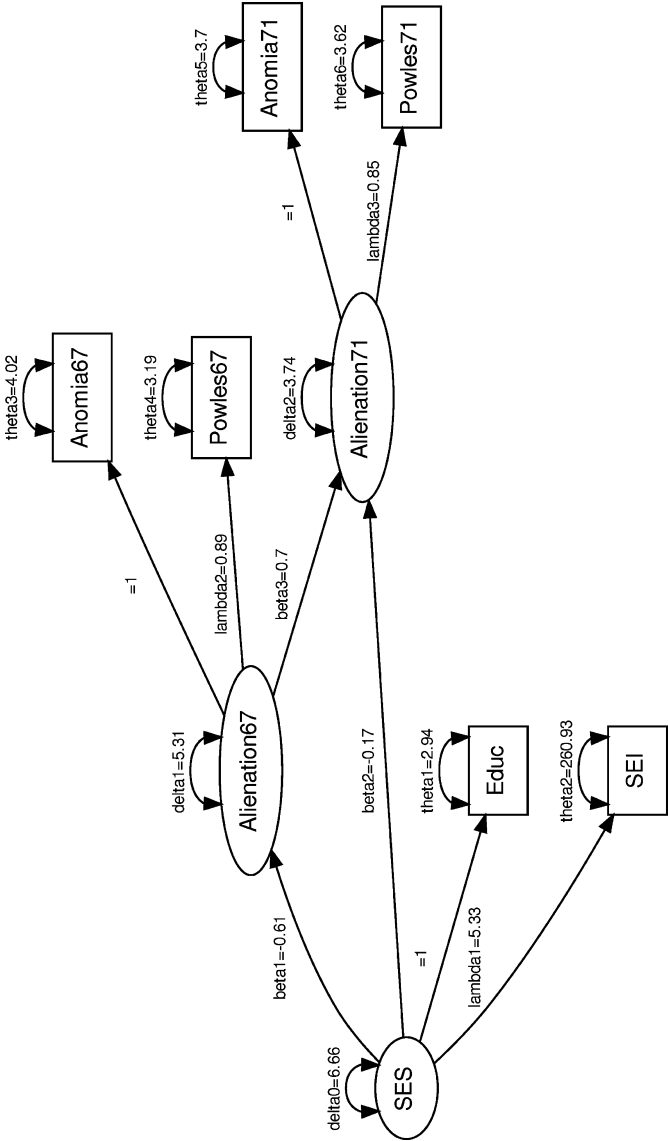 theta5=3.7
Anomia71
theta6=3.62
Powles71
=1
lambda3=0.85
theta3=4.02
Anomia67
theta4=3.19
Powles67
delta2=3.74
Alienation71
=1
lambda2=0.89
beta3=0.7
delta1=5.31
Alienation67
beta2=-0.17
theta1=2.94
Educ
theta2=260.93
SEI
beta1=-0.61
=1
lambda1=5.33
delta0=6.66
SES